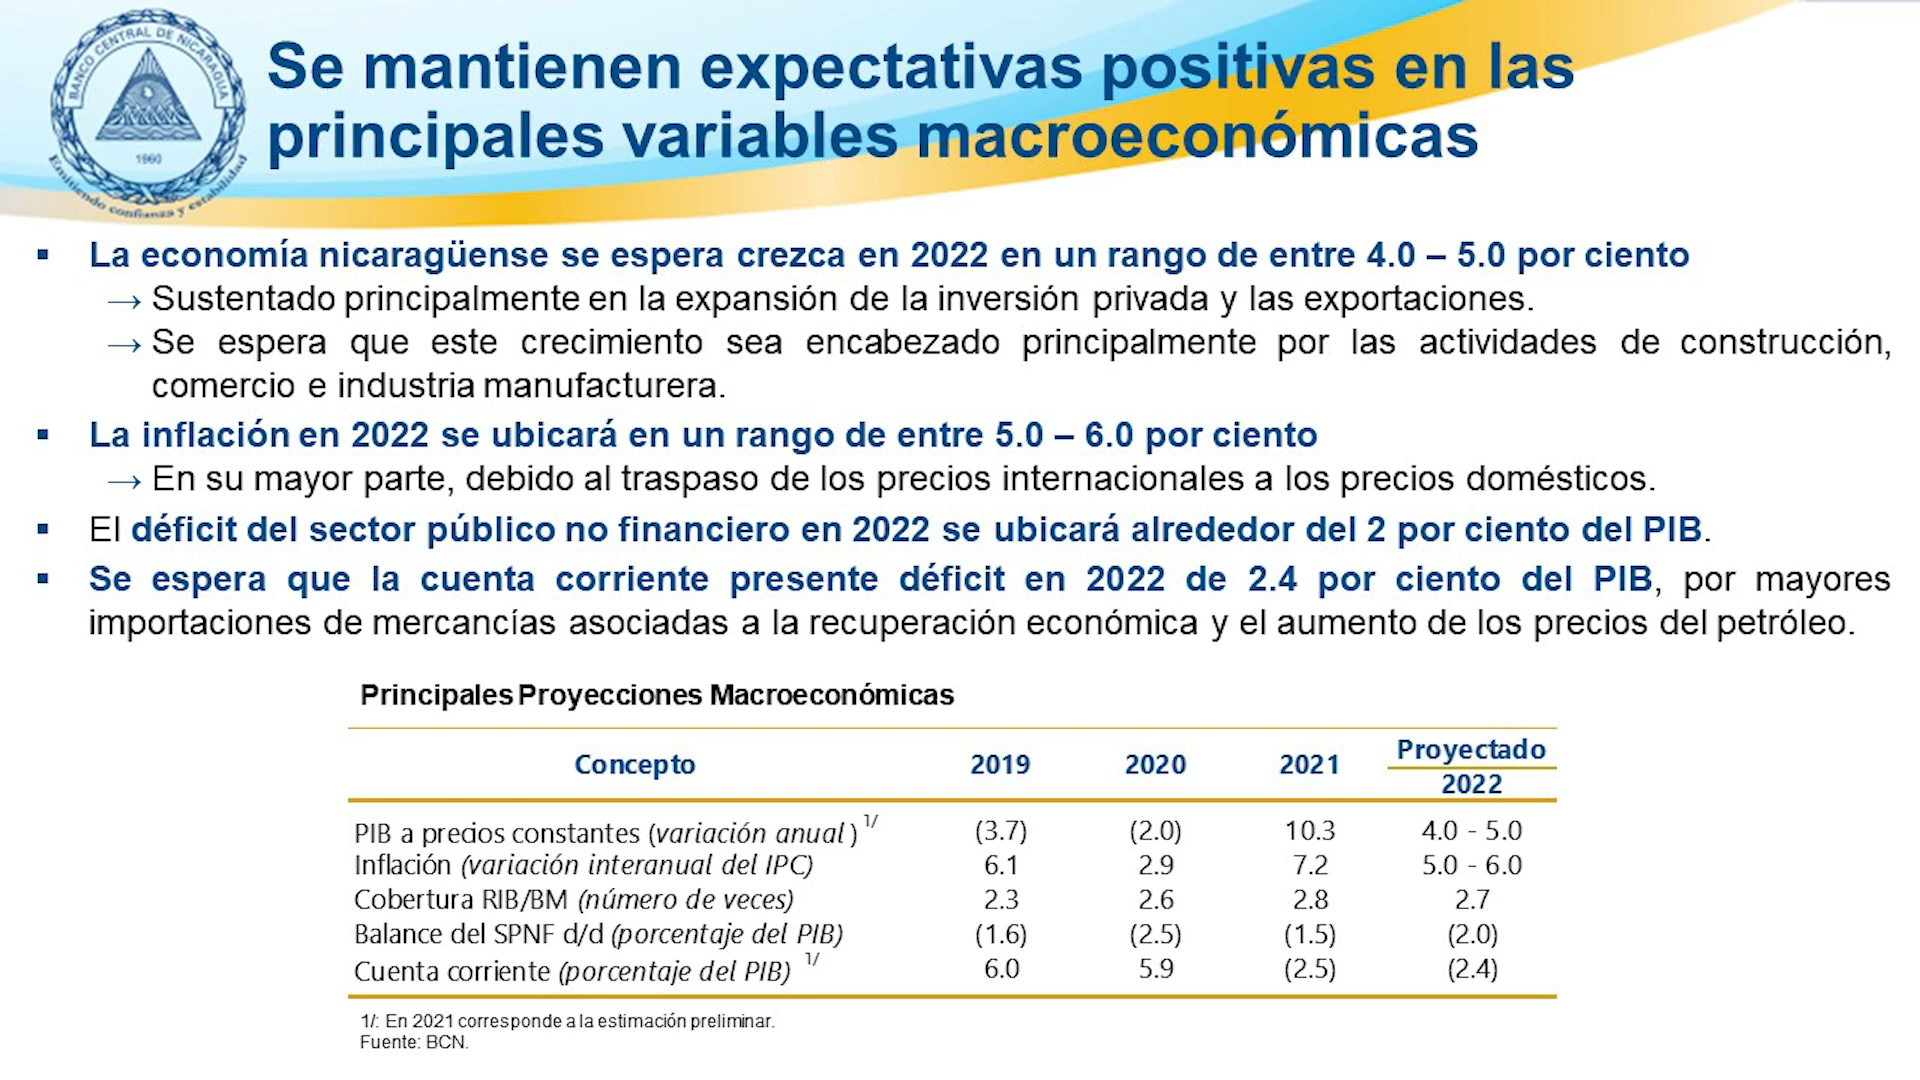 BANCO CENTRAL DE NICARAGUA
1960
Emitiendo confianza y estabilidad
Se mantienen expectativas positivas en las
principales variables macroeconómicas
▪ La economía nicaragüense se espera crezca en 2022 en un rango de entre 4.0 – 5.0 por ciento
→ Sustentado principalmente en la expansión de la inversión privada y las exportaciones.
→ Se espera que este crecimiento sea encabezado principalmente por las actividades de construcción,
comercio e industria manufacturera.
▪ La inflación en 2022 se ubicará en un rango de entre 5.0 – 6.0 por ciento
→ En su mayor parte, debido al traspaso de los precios internacionales a los precios domésticos.
▪ El déficit del sector público no financiero en 2022 se ubicará alrededor del 2 por ciento del PIB.
▪ Se espera que la cuenta corriente presente déficit en 2022 de 2.4 por ciento del PIB, por mayores
importaciones de mercancías asociadas a la recuperación económica y el aumento de los precios del petróleo.
Principales Proyecciones Macroeconómicas
Concepto 2019 2020 2021 Proyectado
2022
PIB a precios constantes (variación anual) 1/ (3.7) (2.0) 10.3 4.0 - 5.0
Inflación (variación interanual del IPC) 6.1 2.9 7.2 5.0 - 6.0
Cobertura RIB/BM (número de veces) 2.3 2.6 2.8 2.7
Balance del SPNF d/d (porcentaje del PIB) (1.6) (2.5) (1.5) (2.0)
Cuenta corriente (porcentaje del PIB) 1/ 6.0 5.9 (2.5) (2.4)
1/: En 2021 corresponde a la estimación preliminar.
Fuente: BCN.